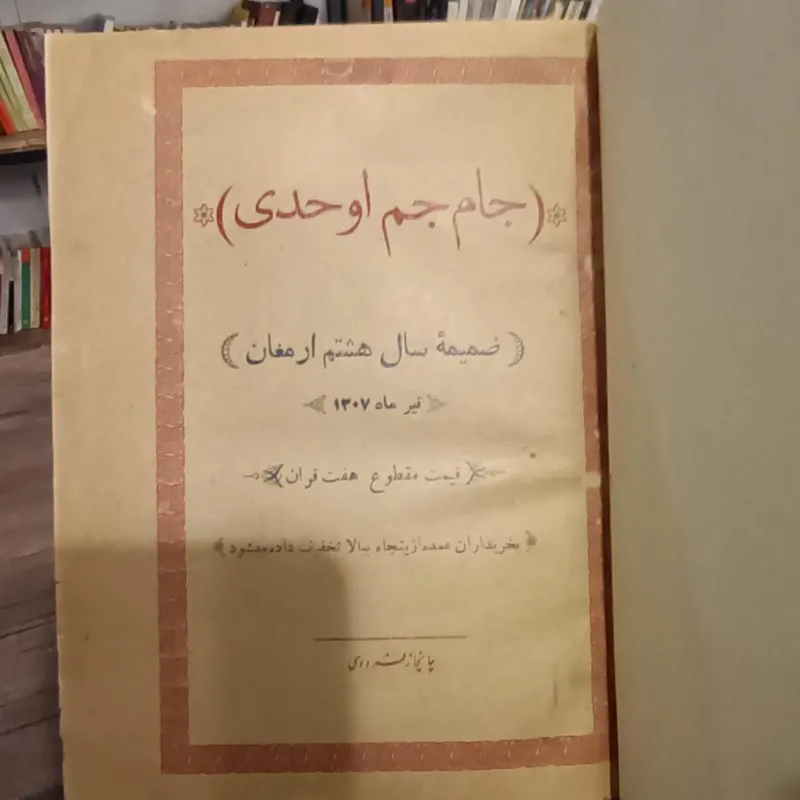 (جام جم اوحدی)
(ضمیمهٔ سال هشتم ارمغان)
تیر ماه ۱۳۰۷
قیمت مقطوع هفت قران
بخریداران عمده از پنجاه ببالا تخفیف داده میشود
چاپخانه فردوسی